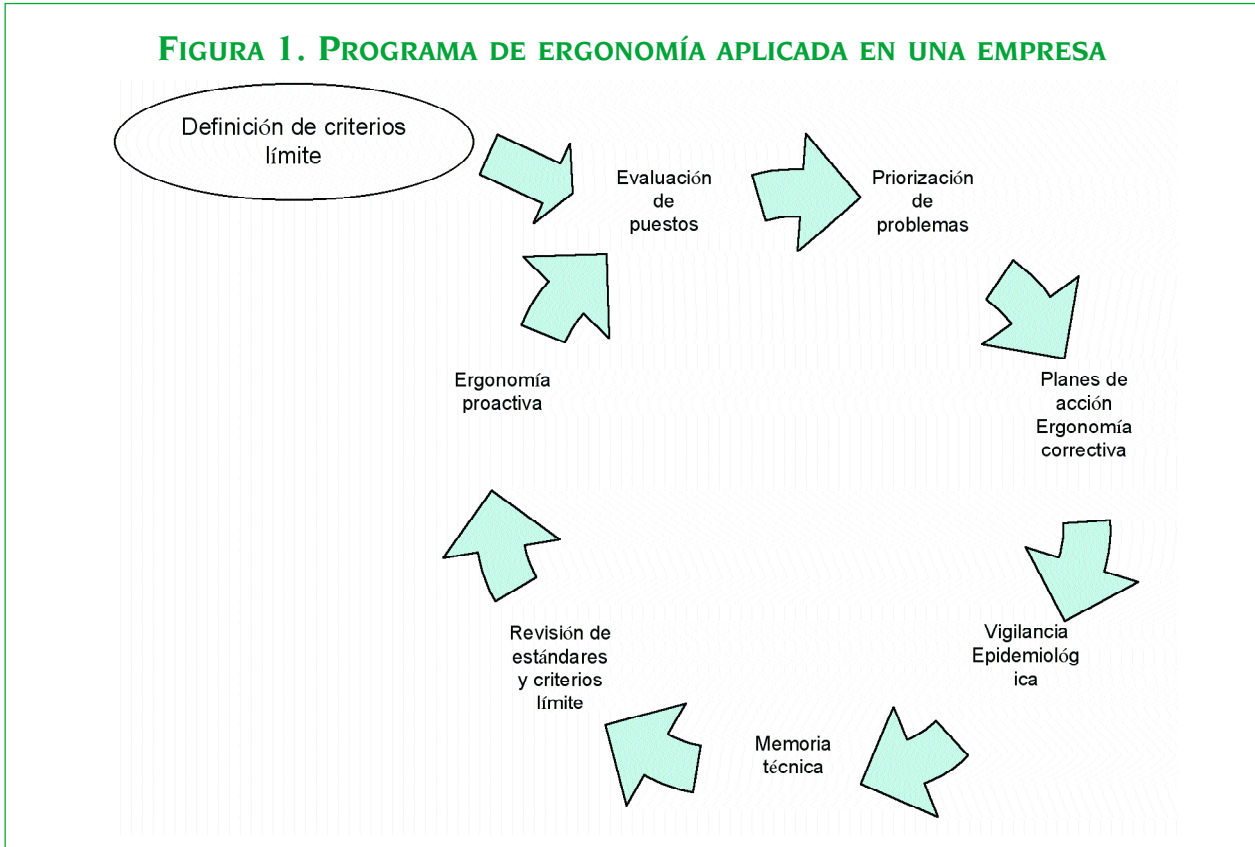 FIGURA 1. PROGRAMA DE ERGONOMÍA APLICADA EN UNA EMPRESA
Definición de criterios
límite
Evaluación
de
puestos
Priorización
de
problemas
Planes de
acción
Ergonomía
correctiva
Vigilancia
Epidemiológ
ica
Memoria
técnica
Revisión de
estándares
y criterios
límite
Ergonomía
proactiva